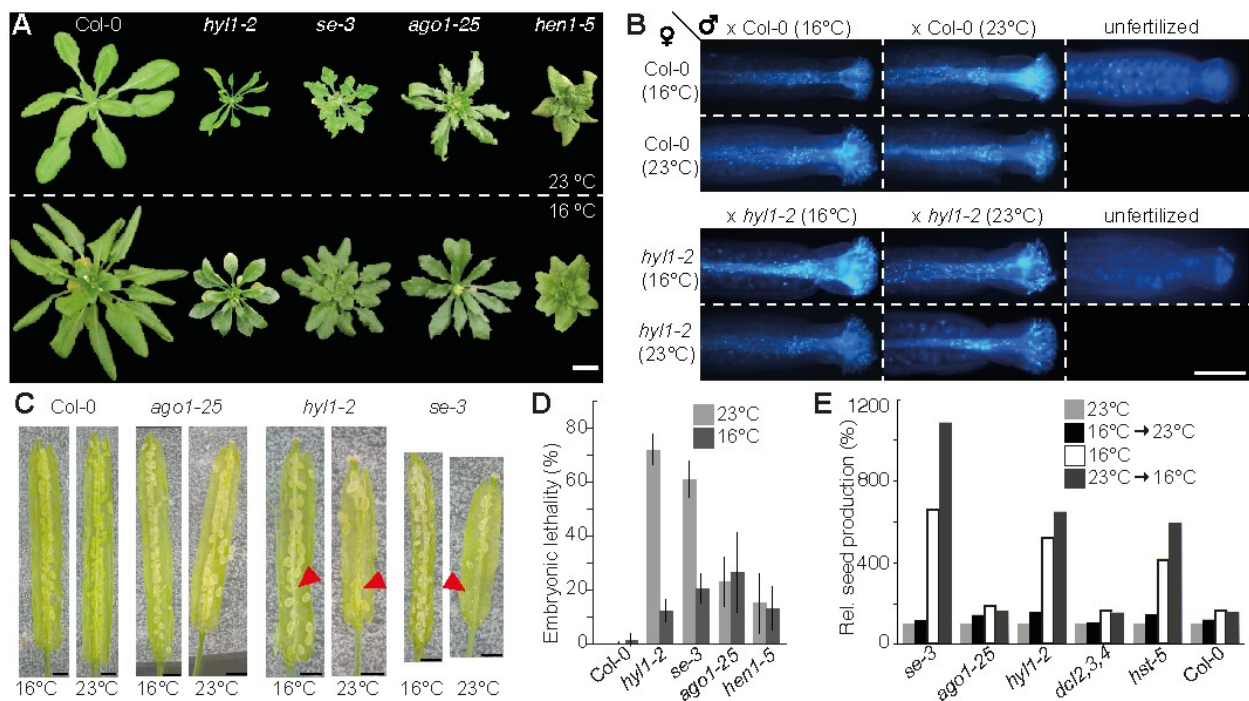 A
Col-0 hyl1-2 se-3 ago1-25 hen1-5
23 ºC
16 ºC
B
♀ ♂ x Col-0 (16°C) x Col-0 (23°C) unfertilized
Col-0
(16°C)
Col-0
(23°C)
x hyl1-2 (16°C) x hyl1-2 (23°C) unfertilized
hyl1-2
(16°C)
hyl1-2
(23°C)
C
Col-0 ago1-25 hyl1-2 se-3
16°C 23°C 16°C 23°C 16°C 23°C 16°C 23°C
D
23°C
16°C
Embryonic lethality (%)
80
60
40
20
0
Col-0 hyl1-2 se-3 ago1-25 hen1-5
E
23°C
16°C → 23°C
16°C
23°C → 16°C
Rel. seed production (%)
1200
800
400
0
se-3 ago1-25 hyl1-2 dcl2,3,4 hst-5 Col-0